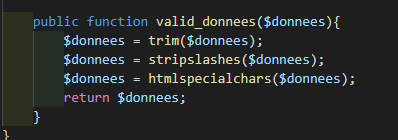 public function valid_donnees($donnees){
$donnees = trim($donnees);
$donnees = stripslashes($donnees);
$donnees = htmlspecialchars($donnees);
return $donnees;
}
}